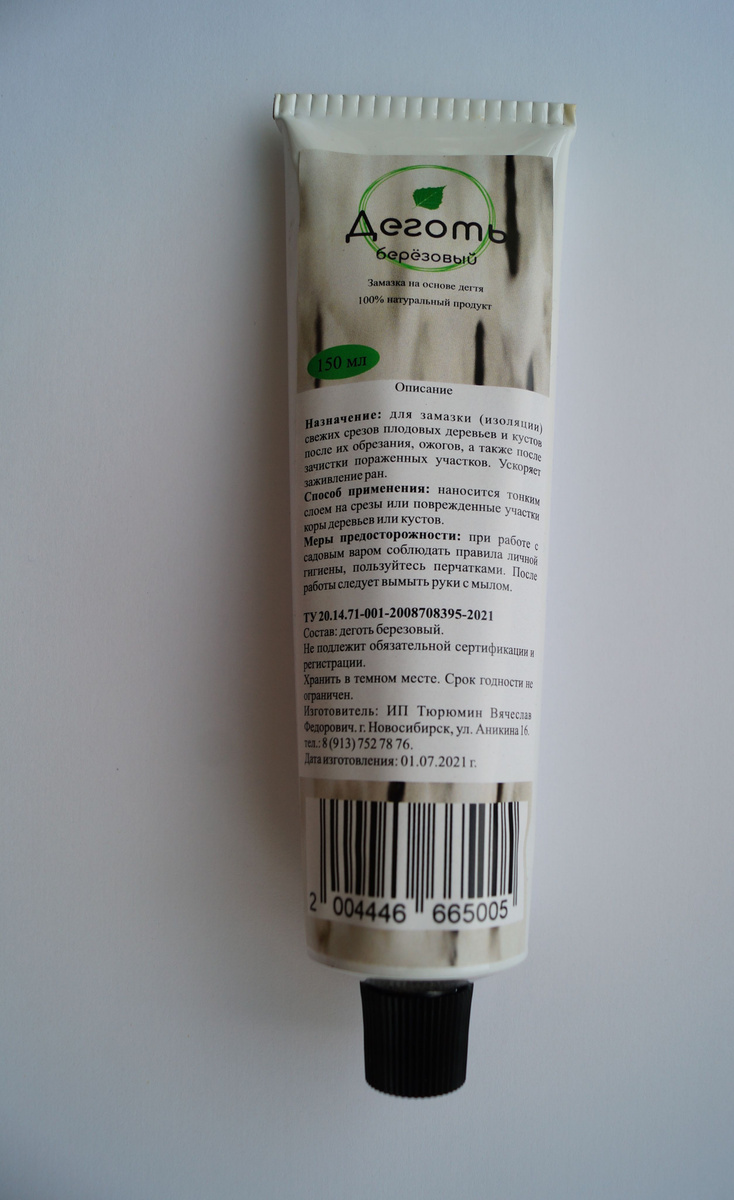 Деготь
берёзовый
Замазка на основе дегтя
100% натуральный продукт
150 мл
Описание
Назначение: для замазки (изоляции)
свежих срезов плодовых деревьев и кустов
после их обрезания, ожогов, а также после
зачистки пораженных участков. Ускоряет
заживление ран.
Способ применения: наносится тонким
слоем на срезы или поврежденные участки
коры деревьев или кустов.
Меры предосторожности: при работе с
садовым варом соблюдать правила личной
гигиены, пользуйтесь перчатками. После
работы следует вымыть руки с мылом.
ТУ 20.14.71-001-2008708395-2021
Состав: деготь березовый.
Не подлежит обязательной сертификации и
регистрации.
Хранить в темном месте. Срок годности не
ограничен.
Изготовитель: ИП Тюрюмин Вячеслав
Федорович. г. Новосибирск, ул. Аникина 16.
тел.: 8 (913) 752 78 76.
Дата изготовления: 01.07.2021 г.
2 004446 665005